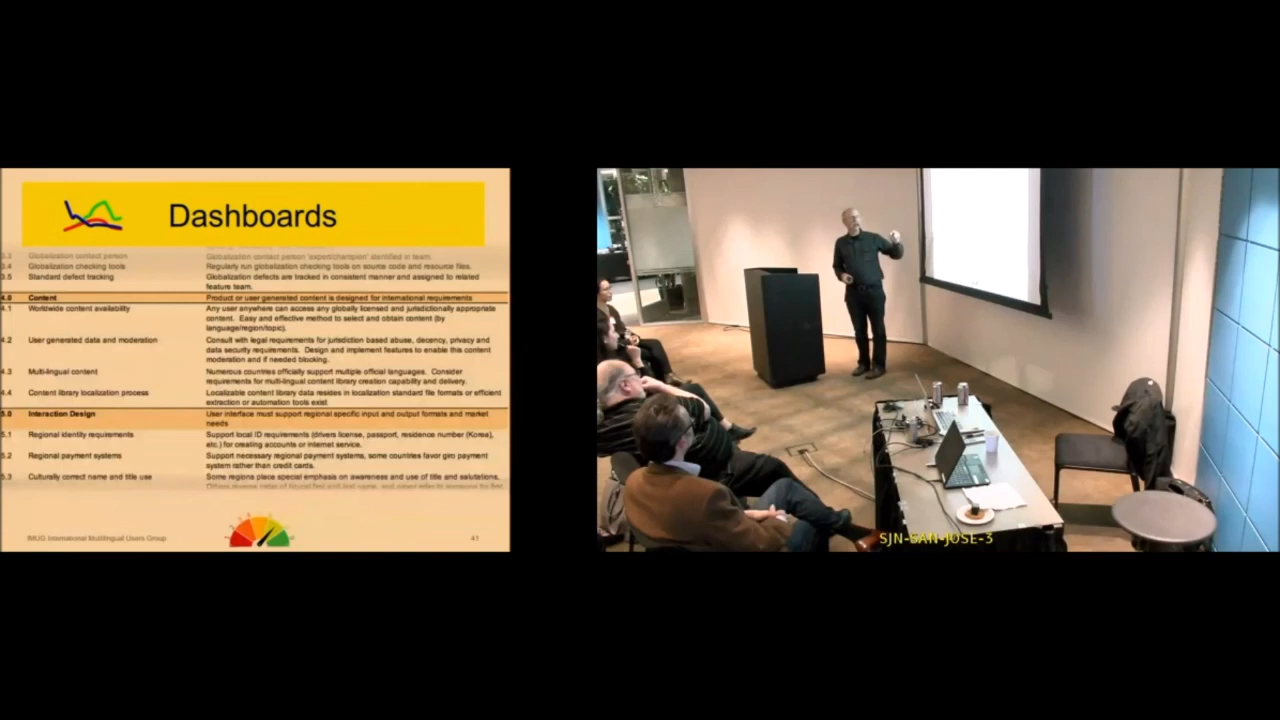 Dashboards
3.3 Globalization contact person Globalization contact person 'expert/champion' identified in team.
3.4 Globalization checking tools Regularly run globalization checking tools on source code and resource files.
3.5 Standard defect tracking Globalization defects are tracked in consistent manner and assigned to related
feature team.
4.0 Content Product or user generated content is designed for international requirements
4.1 Worldwide content availability Any user anywhere can access any globally licensed and jurisdictionally appropriate
content. Easy and effective method to select and obtain content (by
language/region/topic).
4.2 User generated data and moderation Consult with legal requirements for jurisdiction based abuse, decency, privacy and
data security requirements. Design and implement features to enable this content
moderation and if needed blocking.
4.3 Multi-lingual content Numerous countries officially support multiple official languages. Consider
requirements for multi-lingual content library creation capability and delivery.
4.4 Content library localization process Localizable content library data resides in localization standard file formats or efficient
extraction or automation tools exist
5.0 Interaction Design User interface must support regional specific input and output formats and market
needs
5.1 Regional identity requirements Support local ID requirements (drivers license, passport, residence number (Korea),
etc.) for creating accounts or internet service.
5.2 Regional payment systems Support necessary regional payment systems, some countries favor giro payment
system rather than credit cards.
5.3 Culturally correct name and title use Some regions place special emphasis on awareness and use of title and salutations.
IMUG International Multilingual Users Group 41
SJN-SAN-JOSE-3